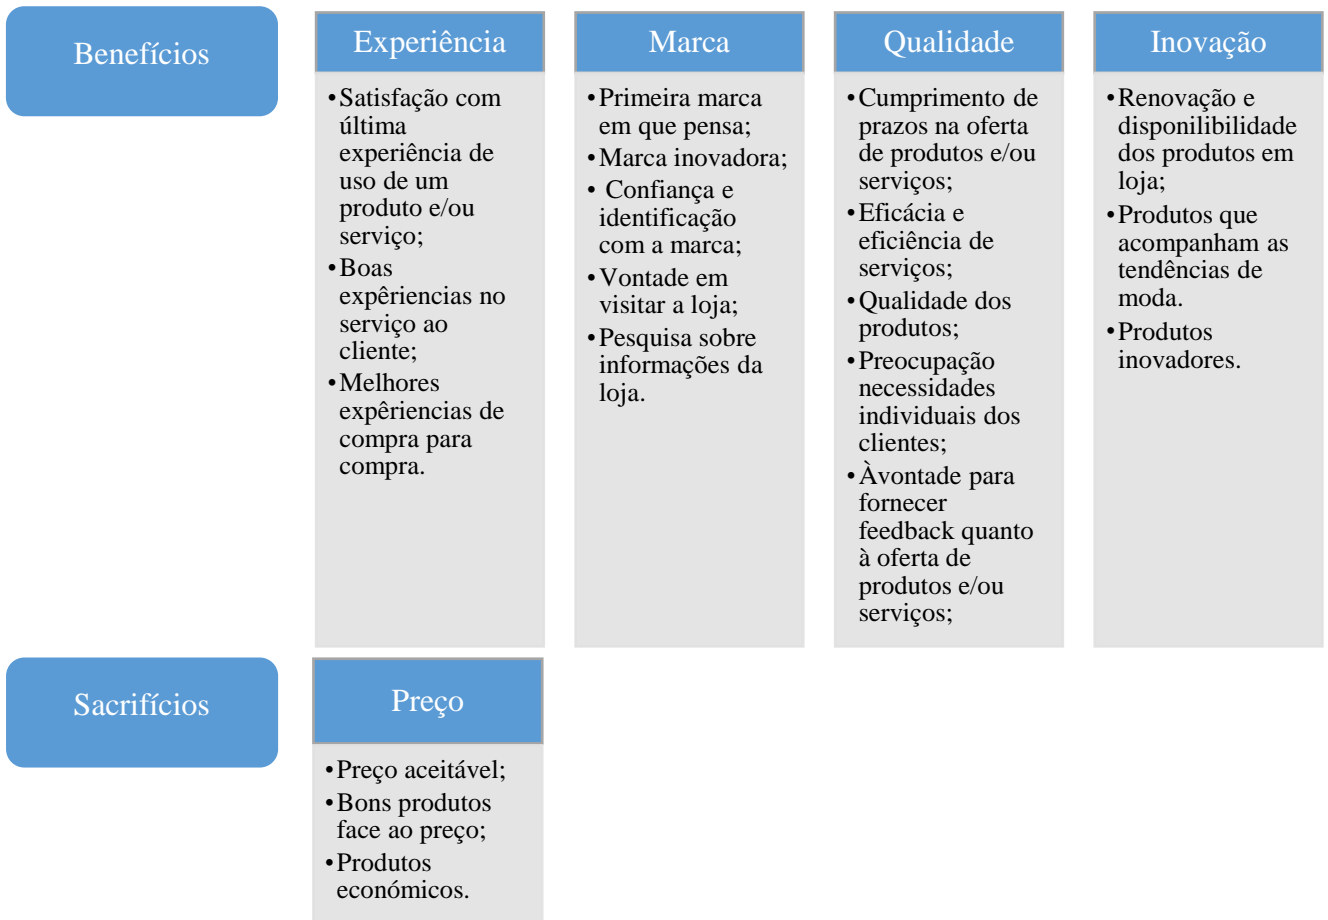 Benefícios
Experiência
•Satisfação com
última
experiência de
uso de um
produto e/ou
serviço;
•Boas
expêriencias no
serviço ao
cliente;
•Melhores
expêriencias de
compra para
compra.
Marca
•Primeira marca
em que pensa;
•Marca inovadora;
• Confiança e
identificação
com a marca;
•Vontade em
visitar a loja;
•Pesquisa sobre
informações da
loja.
Qualidade
•Cumprimento de
prazos na oferta
de produtos e/ou
serviços;
•Eficácia e
eficiência de
serviços;
•Qualidade dos
produtos;
•Preocupação
necessidades
individuais dos
clientes;
•Àvontade para
fornecer
feedback quanto
à oferta de
produtos e/ou
serviços;
Inovação
•Renovação e
disponilibilidade
dos produtos em
loja;
•Produtos que
acompanham as
tendências de
moda.
•Produtos
inovadores.
Sacrifícios
Preço
•Preço aceitável;
•Bons produtos
face ao preço;
•Produtos
económicos.